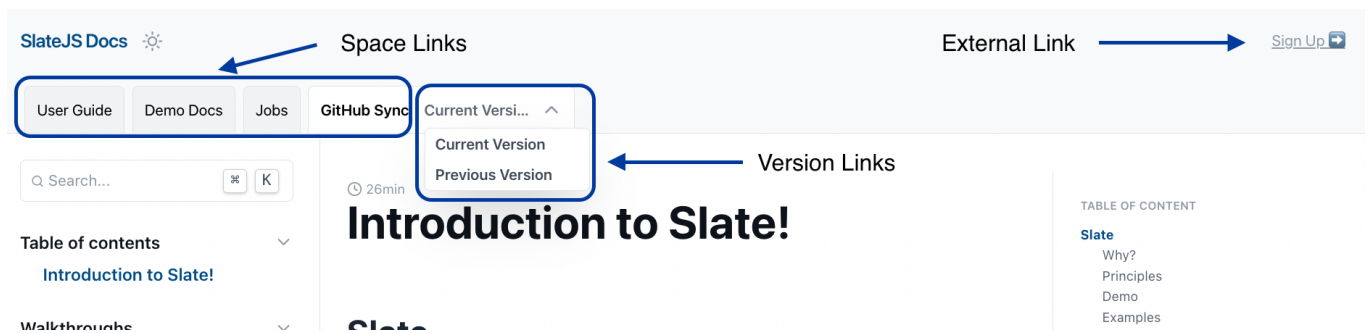 SlateJS Docs
Space Links
External Link
Sign Up
User Guide
Demo Docs
Jobs
GitHub Sync
Current Versi...
Current Version
Previous Version
Version Links
Search...
⌘ K
26min
Introduction to Slate!
TABLE OF CONTENT
Table of contents
Introduction to Slate!
Slate
Why?
Principles
Demo
Examples
Walkthroughs
Slate